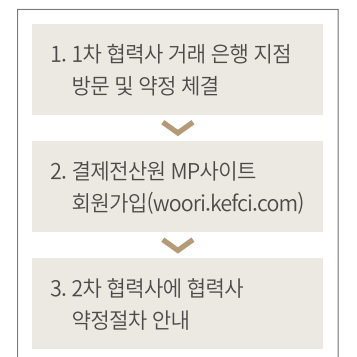 1. 1차 협력사 거래 은행 지점
방문 및 약정 체결
2. 결제전산원 MP사이트
회원가입(woori.kefci.com)
3. 2차 협력사에 협력사
약정절차 안내